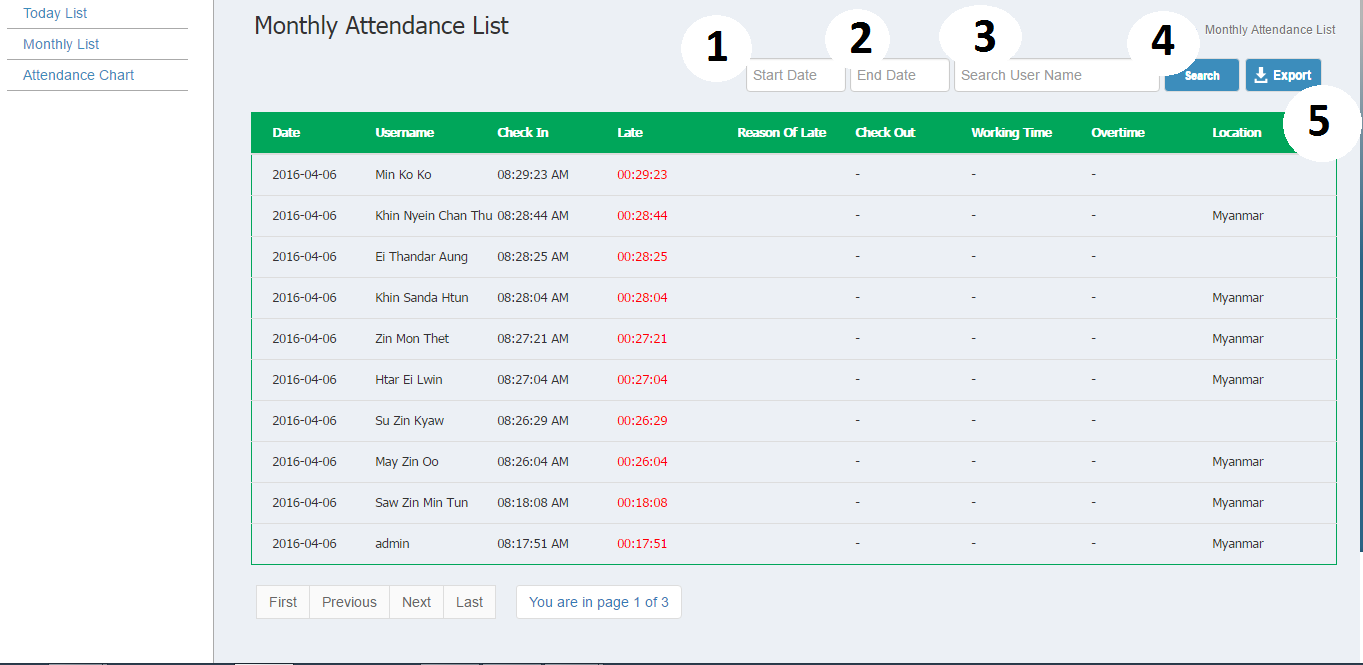 Today List
Monthly List
Attendance Chart
Monthly Attendance List
Monthly Attendance List
1 2 3 4
Start Date End Date Search User Name Search Export
5
Date Username Check In Late Reason Of Late Check Out Working Time Overtime Location
2016-04-06 Min Ko Ko 08:29:23 AM 00:29:23 - - -
2016-04-06 Khin Nyein Chan Thu 08:28:44 AM 00:28:44 - - - Myanmar
2016-04-06 Ei Thandar Aung 08:28:25 AM 00:28:25 - - -
2016-04-06 Khin Sanda Htun 08:28:04 AM 00:28:04 - - - Myanmar
2016-04-06 Zin Mon Thet 08:27:21 AM 00:27:21 - - - Myanmar
2016-04-06 Htar Ei Lwin 08:27:04 AM 00:27:04 - - - Myanmar
2016-04-06 Su Zin Kyaw 08:26:29 AM 00:26:29 - - -
2016-04-06 May Zin Oo 08:26:04 AM 00:26:04 - - - Myanmar
2016-04-06 Saw Zin Min Tun 08:18:08 AM 00:18:08 - - - Myanmar
2016-04-06 admin 08:17:51 AM 00:17:51 - - - Myanmar
First Previous Next Last You are in page 1 of 3